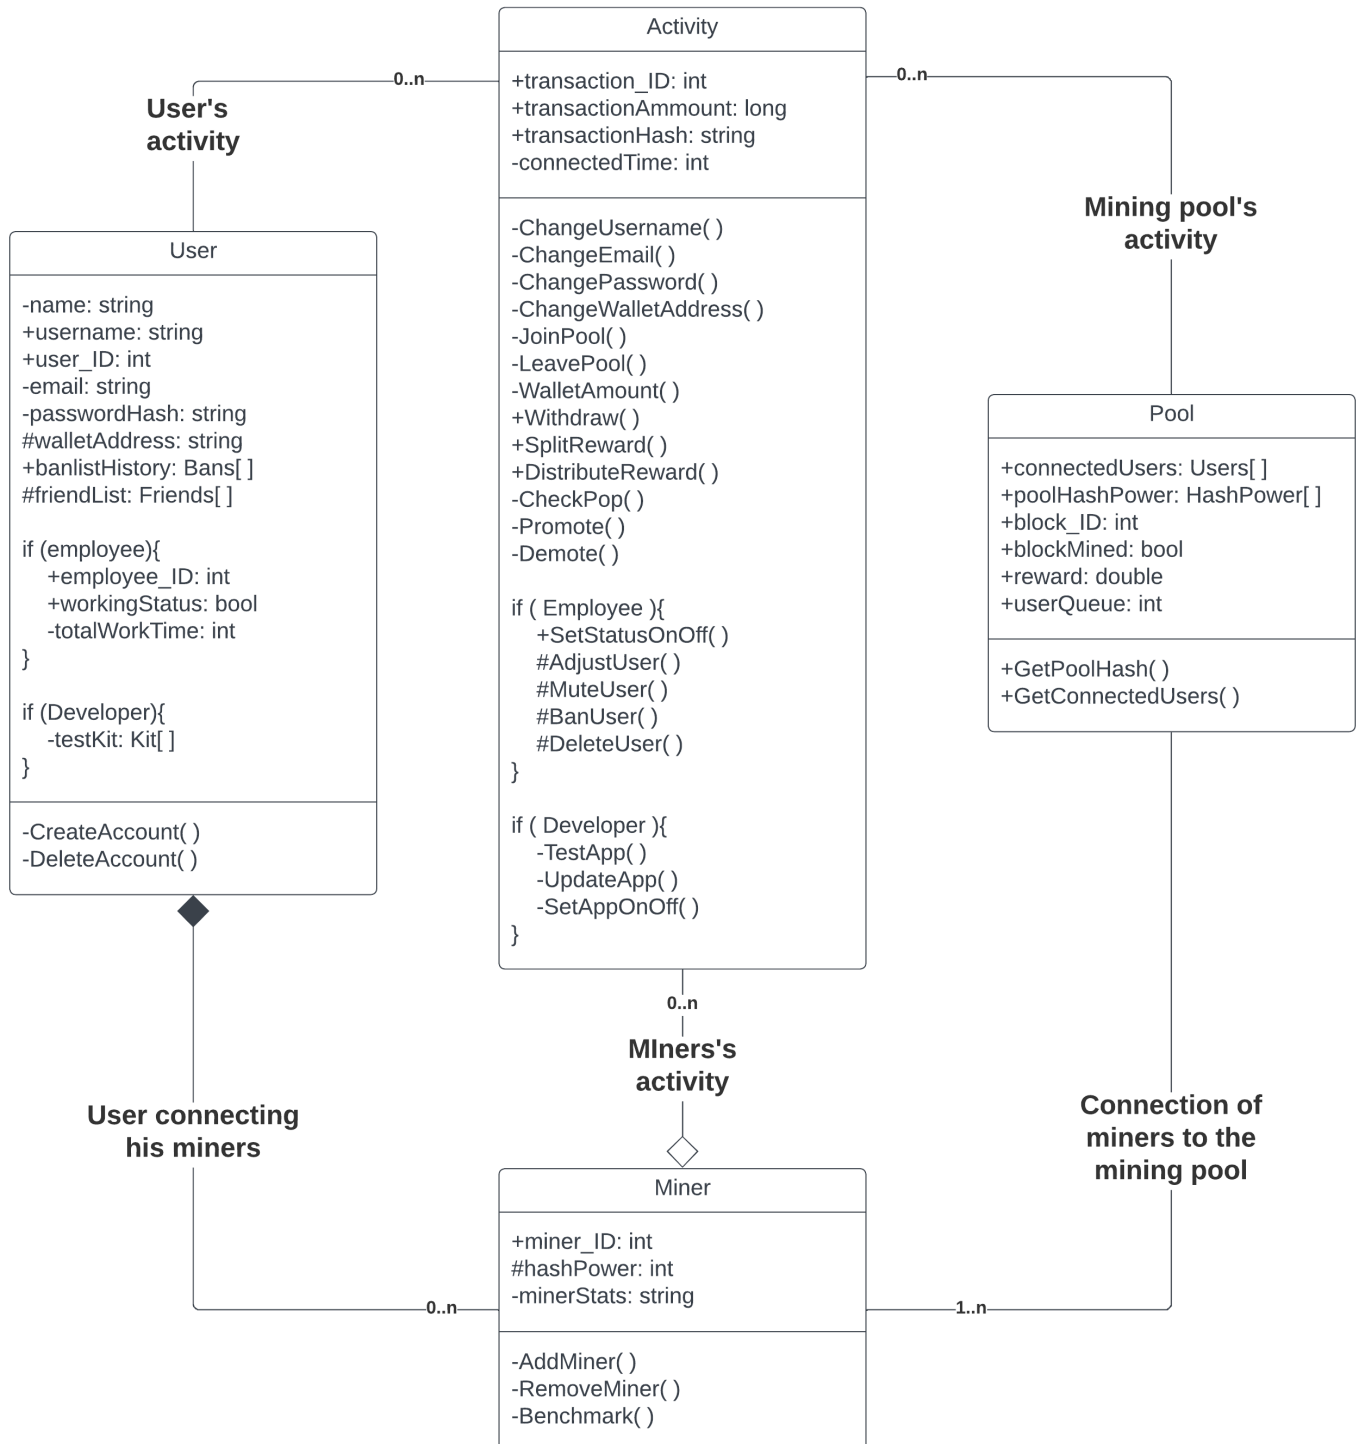 Activity
+transaction_ID: int
+transactionAmmount: long
+transactionHash: string
-connectedTime: int
-ChangeUsername( )
-ChangeEmail( )
-ChangePassword( )
-ChangeWalletAddress( )
-JoinPool( )
-LeavePool( )
-WalletAmount( )
+Withdraw( )
+SplitReward( )
+DistributeReward( )
-CheckPop( )
-Promote( )
-Demote( )
if ( Employee ){
+SetStatusOnOff( )
#AdjustUser( )
#MuteUser( )
#BanUser( )
#DeleteUser( )
}
if ( Developer ){
-TestApp( )
-UpdateApp( )
-SetAppOnOff( )
}
0..n
User's
activity
User
-name: string
+username: string
+user_ID: int
-email: string
-passwordHash: string
#walletAddress: string
+banlistHistory: Bans[ ]
#friendList: Friends[ ]
if (employee){
+employee_ID: int
+workingStatus: bool
-totalWorkTime: int
}
if (Developer){
-testKit: Kit[ ]
}
-CreateAccount( )
-DeleteAccount( )
0..n
Mining pool's
activity
Pool
+connectedUsers: Users[ ]
+poolHashPower: HashPower[ ]
+block_ID: int
+blockMined: bool
+reward: double
+userQueue: int
+GetPoolHash( )
+GetConnectedUsers( )
0..n
MIners's
activity
User connecting
his miners
0..n
Connection of
miners to the
mining pool
1..n
Miner
+miner_ID: int
#hashPower: int
-minerStats: string
-AddMiner( )
-RemoveMiner( )
-Benchmark( )